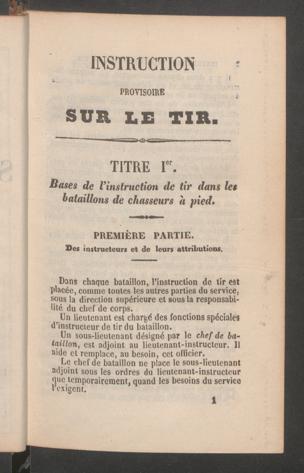 INSTRUCTION
PROVISOIRE
SUR LE TIR.
TITRE Ier.
Bases de l'instruction de tir dans les
bataillons de chasseurs à pied.
PREMIÈRE PARTIE.
Des instructeurs et de leurs attributions.
Dans chaque bataillon, l'instruction de tir est
placée, comme toutes les autres parties du service,
sous la direction supérieure et sous la responsabi-
lité du chef de corps.
Un lieutenant est chargé des fonctions spéciales
d'instructeur de tir du bataillon.
Un sous-lieutenant désigné par le chef de ba-
taillon, est adjoint au lieutenant-instructeur. Il
aide et remplace, au besoin, cet officier.
Le chef de bataillon ne place le sous-lieutenant
adjoint sous les ordres du lieutenant-instructeur
que temporairement, quand les besoins du service
l'exigent.
1